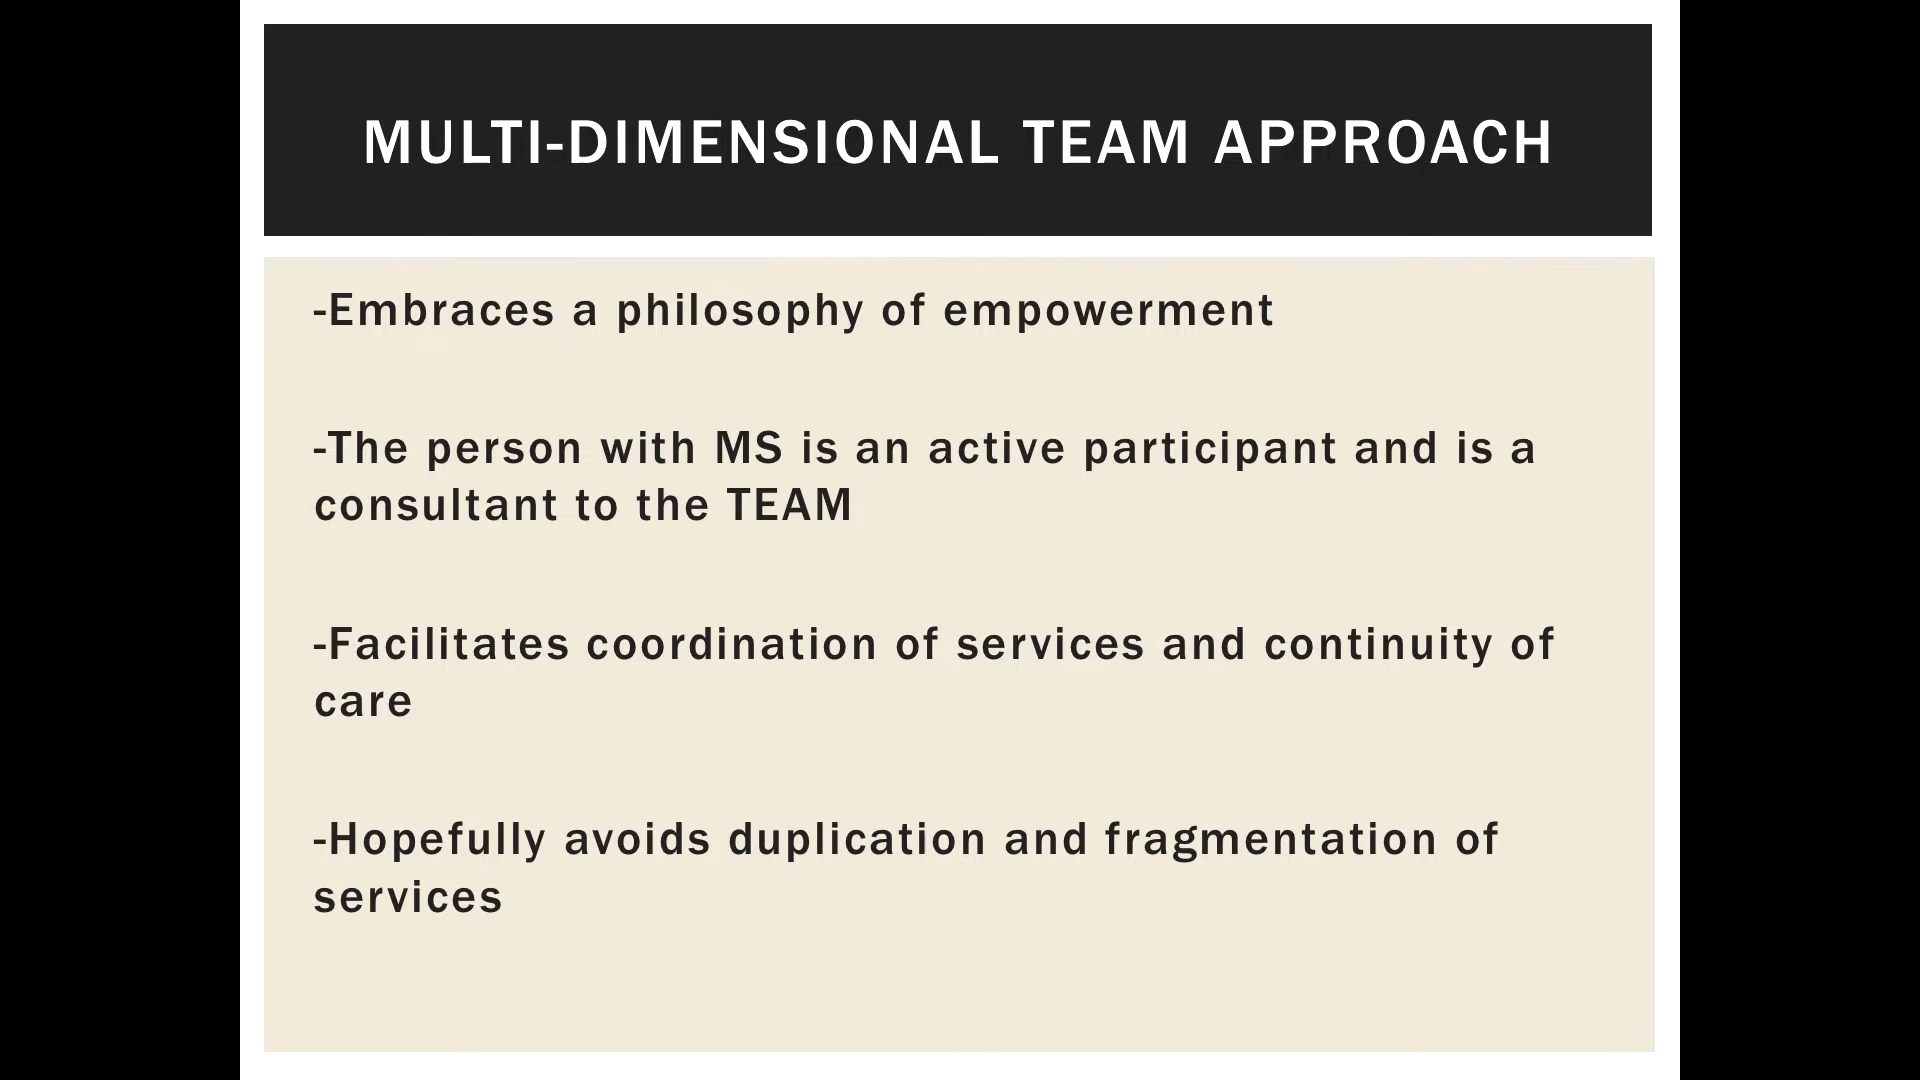 MULTI-DIMENSIONAL TEAM APPROACH
-Embraces a philosophy of empowerment
-The person with MS is an active participant and is a
consultant to the TEAM
-Facilitates coordination of services and continuity of
care
-Hopefully avoids duplication and fragmentation of
services